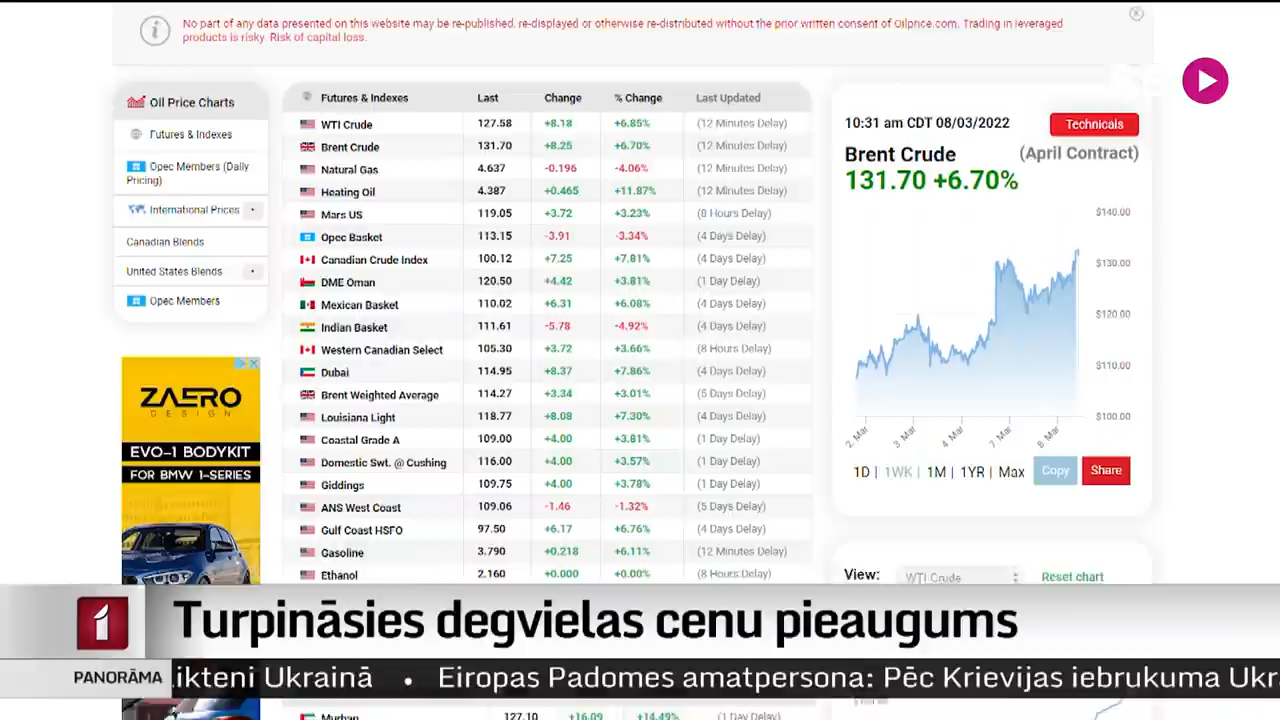 No part of any data presented on this website may be re-published, re-displayed or otherwise re-distributed without the prior written consent of Oilprice.com. Trading in leveraged
products is risky. Risk of capital loss.
Oil Price Charts
Futures & Indexes
Opec Members (Daily
Pricing)
International Prices
Canadian Blends
United States Blends
Opec Members
Futures & Indexes Last Change % Change Last Updated
WTI Crude 127.58 +8.18 +6.85% (12 Minutes Delay)
Brent Crude 131.70 +8.25 +6.70% (12 Minutes Delay)
Natural Gas 4.637 -0.196 -4.06% (12 Minutes Delay)
Heating Oil 4.387 +0.465 +11.87% (12 Minutes Delay)
Mars US 119.05 +3.72 +3.23% (8 Hours Delay)
Opec Basket 113.15 -3.91 -3.34% (4 Days Delay)
Canadian Crude Index 100.12 +7.25 +7.81% (4 Days Delay)
DME Oman 120.50 +4.42 +3.81% (1 Day Delay)
Mexican Basket 110.02 +6.31 +6.08% (4 Days Delay)
Indian Basket 111.61 -5.78 -4.92% (4 Days Delay)
Western Canadian Select 105.30 +3.72 +3.66% (8 Hours Delay)
Dubai 114.95 +8.37 +7.86% (4 Days Delay)
Brent Weighted Average 114.27 +3.34 +3.01% (5 Days Delay)
Louisiana Light 118.77 +8.08 +7.30% (4 Days Delay)
Coastal Grade A 109.00 +4.00 +3.81% (1 Day Delay)
Domestic Swt. @ Cushing 116.00 +4.00 +3.57% (1 Day Delay)
Giddings 109.75 +4.00 +3.78% (1 Day Delay)
ANS West Coast 109.06 -1.46 -1.32% (5 Days Delay)
Gulf Coast HSFO 97.50 +6.17 +6.76% (4 Days Delay)
Gasoline 3.790 +0.218 +6.11% (12 Minutes Delay)
Ethanol 2.160 +0.000 +0.00% (8 Hours Delay)
Murban 127.10 +16.09 +14.49% (1 Day Delay)
10:31 am CDT 08/03/2022
Technicals
Brent Crude (April Contract)
131.70 +6.70%
$140.00
$130.00
$120.00
$110.00
$100.00
2. Mar 3. Mar 4. Mar 7. Mar 8. Mar
1D | 1WK | 1M | 1YR | Max Copy Share
View: WTI Crude Reset chart
ZAERO
DESIGN
EVO-1 BODYKIT
FOR BMW 1-SERIES
1
Turpināsies degvielas cenu pieaugums
PANORĀMA
ikteni Ukrainā • Eiropas Padomes amatpersona: Pēc Krievijas iebrukuma Ukr